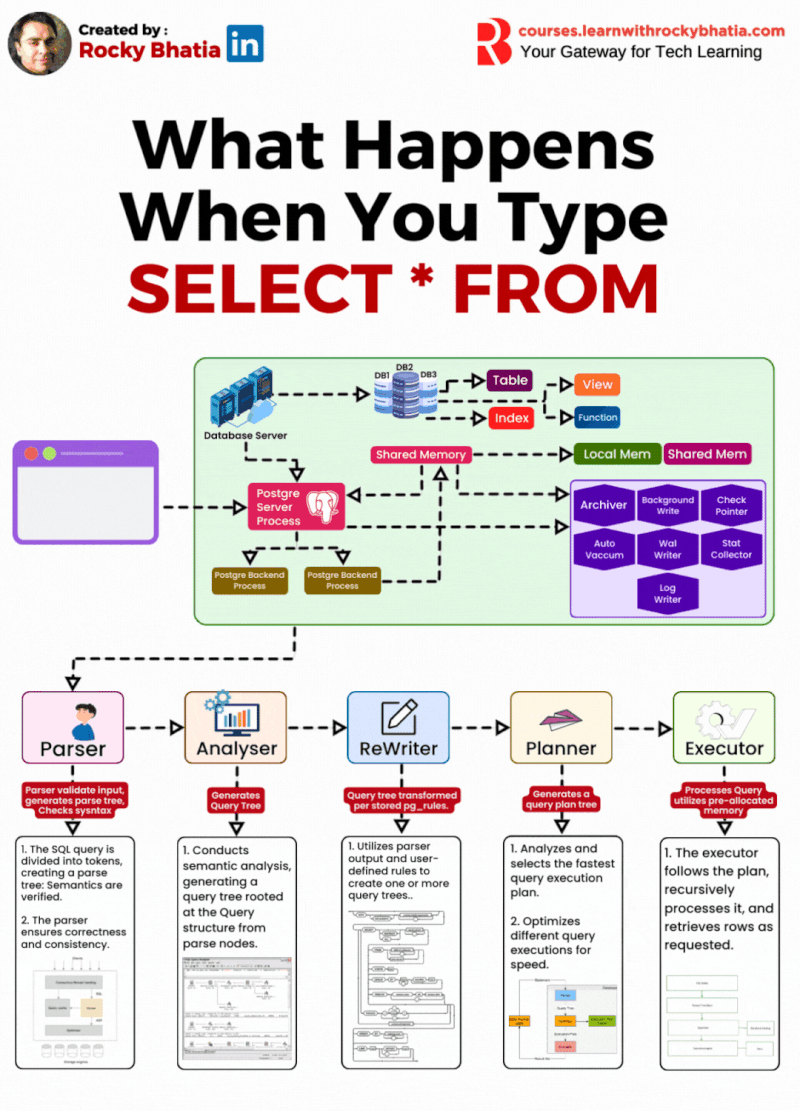 Created by :
Rocky Bhatia
in
courses.learnwithrockybhatia.com
Your Gateway for Tech Learning
What Happens
When You Type
SELECT * FROM
DB1
DB2
DB3
Table
View
Index
Function
Database Server
Shared Memory
Local Mem
Shared Mem
Postgre
Server
Process
Archiver
Background
Write
Check
Pointer
Auto
Vaccum
Wal
Writer
Stat
Collector
Log
Writer
Postgre Backend
Process
Postgre Backend
Process
Parser
Analyser
ReWriter
Planner
Executor
Parser validate input,
generates parse tree,
Checks sysntax
Generates
Query Tree
Query tree transformed
per stored pg_rules.
Generates a
query plan tree
Processes Query
utilizes pre-allocated
memory
1. The SQL query is
divided into tokens,
creating a parse
tree: Semantics are
verified.
2. The parser
ensures correctness
and consistency.
1. Conducts
semantic analysis,
generating a
query tree rooted
at the Query
structure from
parse nodes.
1. Utilizes parser
output and user-
defined rules to
create one or more
query trees..
1. Analyzes and
selects the fastest
query execution
plan.
2. Optimizes
different query
executions for
speed.
1. The executor
follows the plan,
recursively
processes it, and
retrieves rows as
requested.